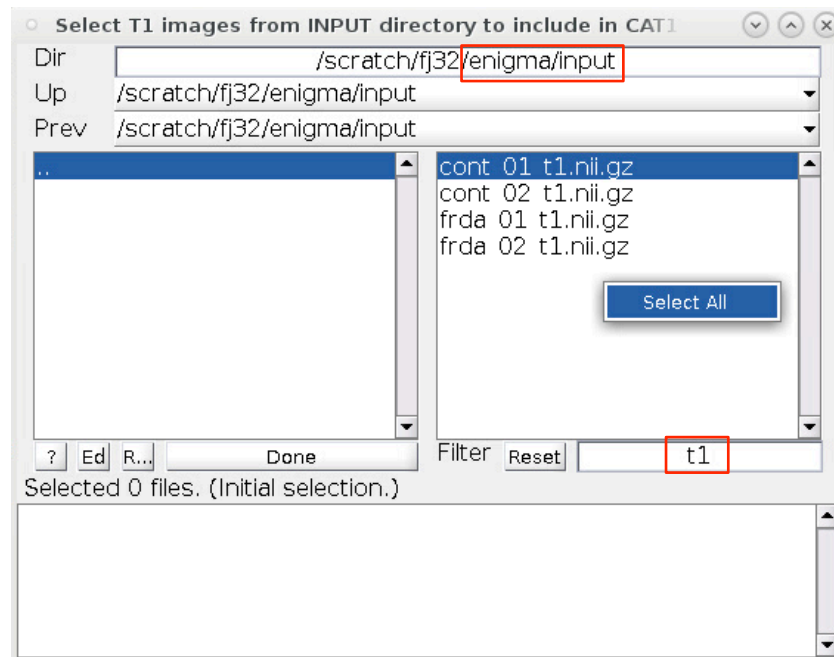 Select T1 images from INPUT directory to include in CAT1
Dir /scratch/fj32/enigma/input
Up /scratch/fj32/enigma/input
Prev /scratch/fj32/enigma/input
..
cont 01 t1.nii.gz
cont 02 t1.nii.gz
frda 01 t1.nii.gz
frda 02 t1.nii.gz
Select All
? Ed R... Done Filter Reset t1
Selected 0 files. (Initial selection.)